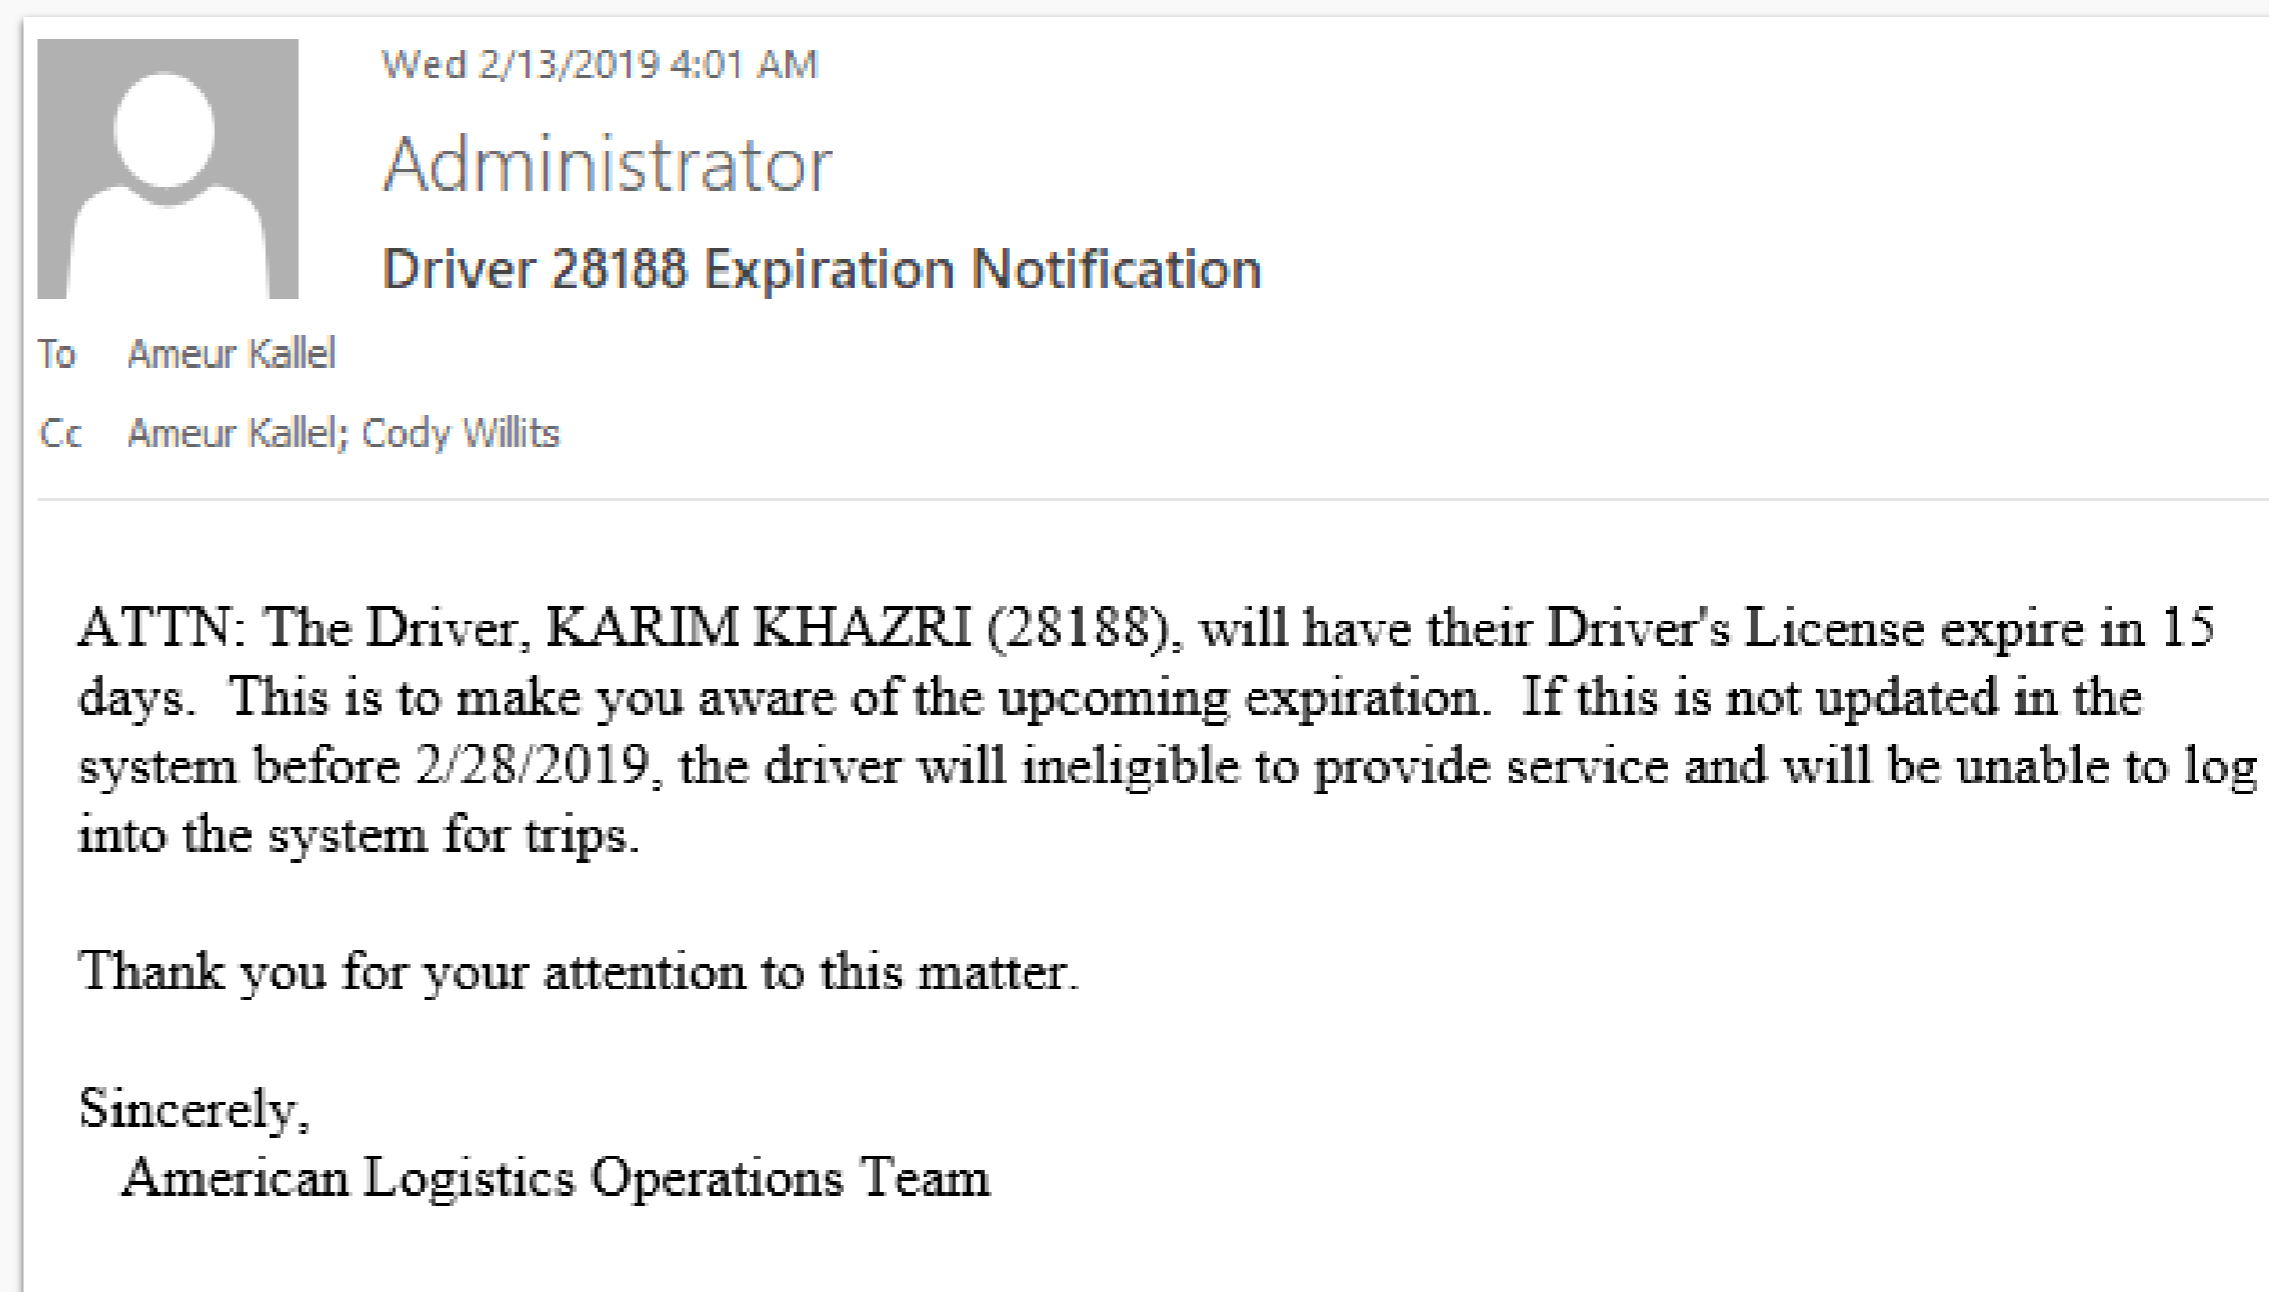 Wed 2/13/2019 4:01 AM
Administrator
Driver 28188 Expiration Notification
To Ameur Kallel
Cc Ameur Kallel; Cody Willits
ATTN: The Driver, KARIM KHAZRI (28188), will have their Driver's License expire in 15
days.  This is to make you aware of the upcoming expiration.  If this is not updated in the
system before 2/28/2019, the driver will ineligible to provide service and will be unable to log
into the system for trips.
Thank you for your attention to this matter.
Sincerely,
American Logistics Operations Team